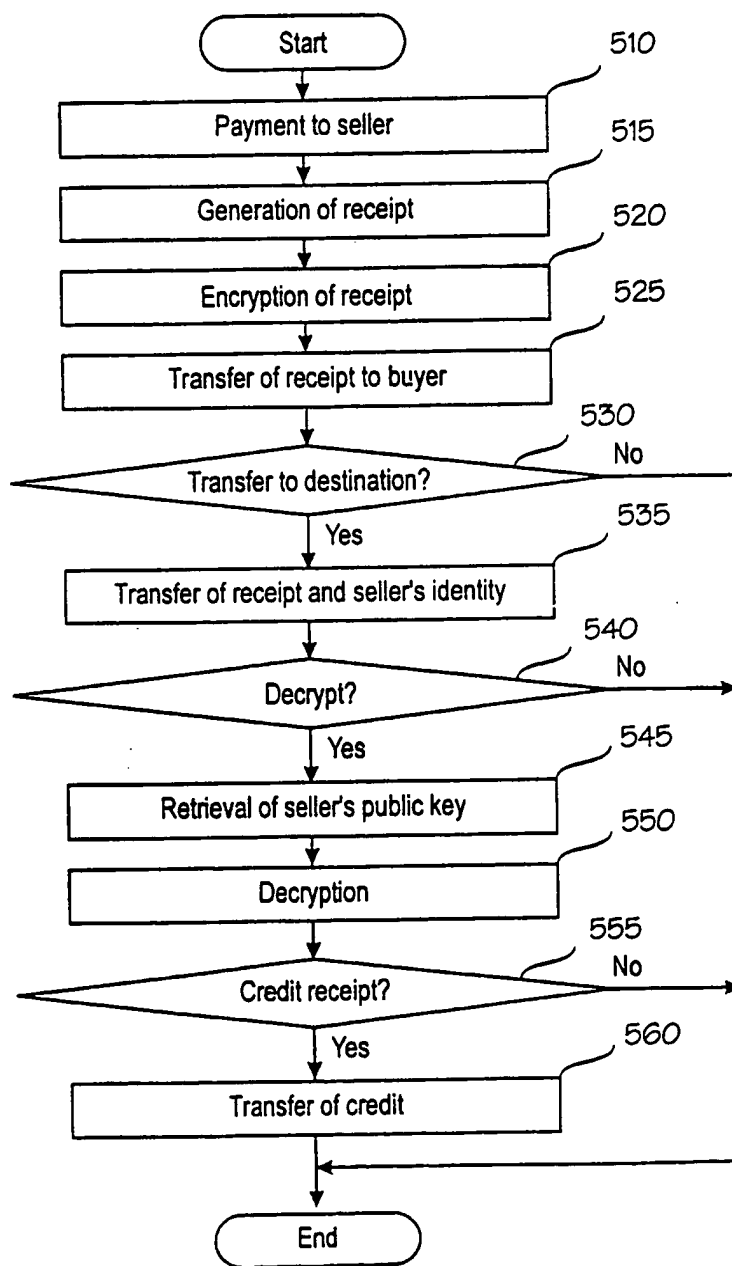 Start
510
Payment to seller
515
Generation of receipt
520
Encryption of receipt
525
Transfer of receipt to buyer
530
Transfer to destination?
No
Yes
535
Transfer of receipt and seller's identity
540
Decrypt?
No
Yes
545
Retrieval of seller's public key
550
Decryption
555
Credit receipt?
No
Yes
560
Transfer of credit
End